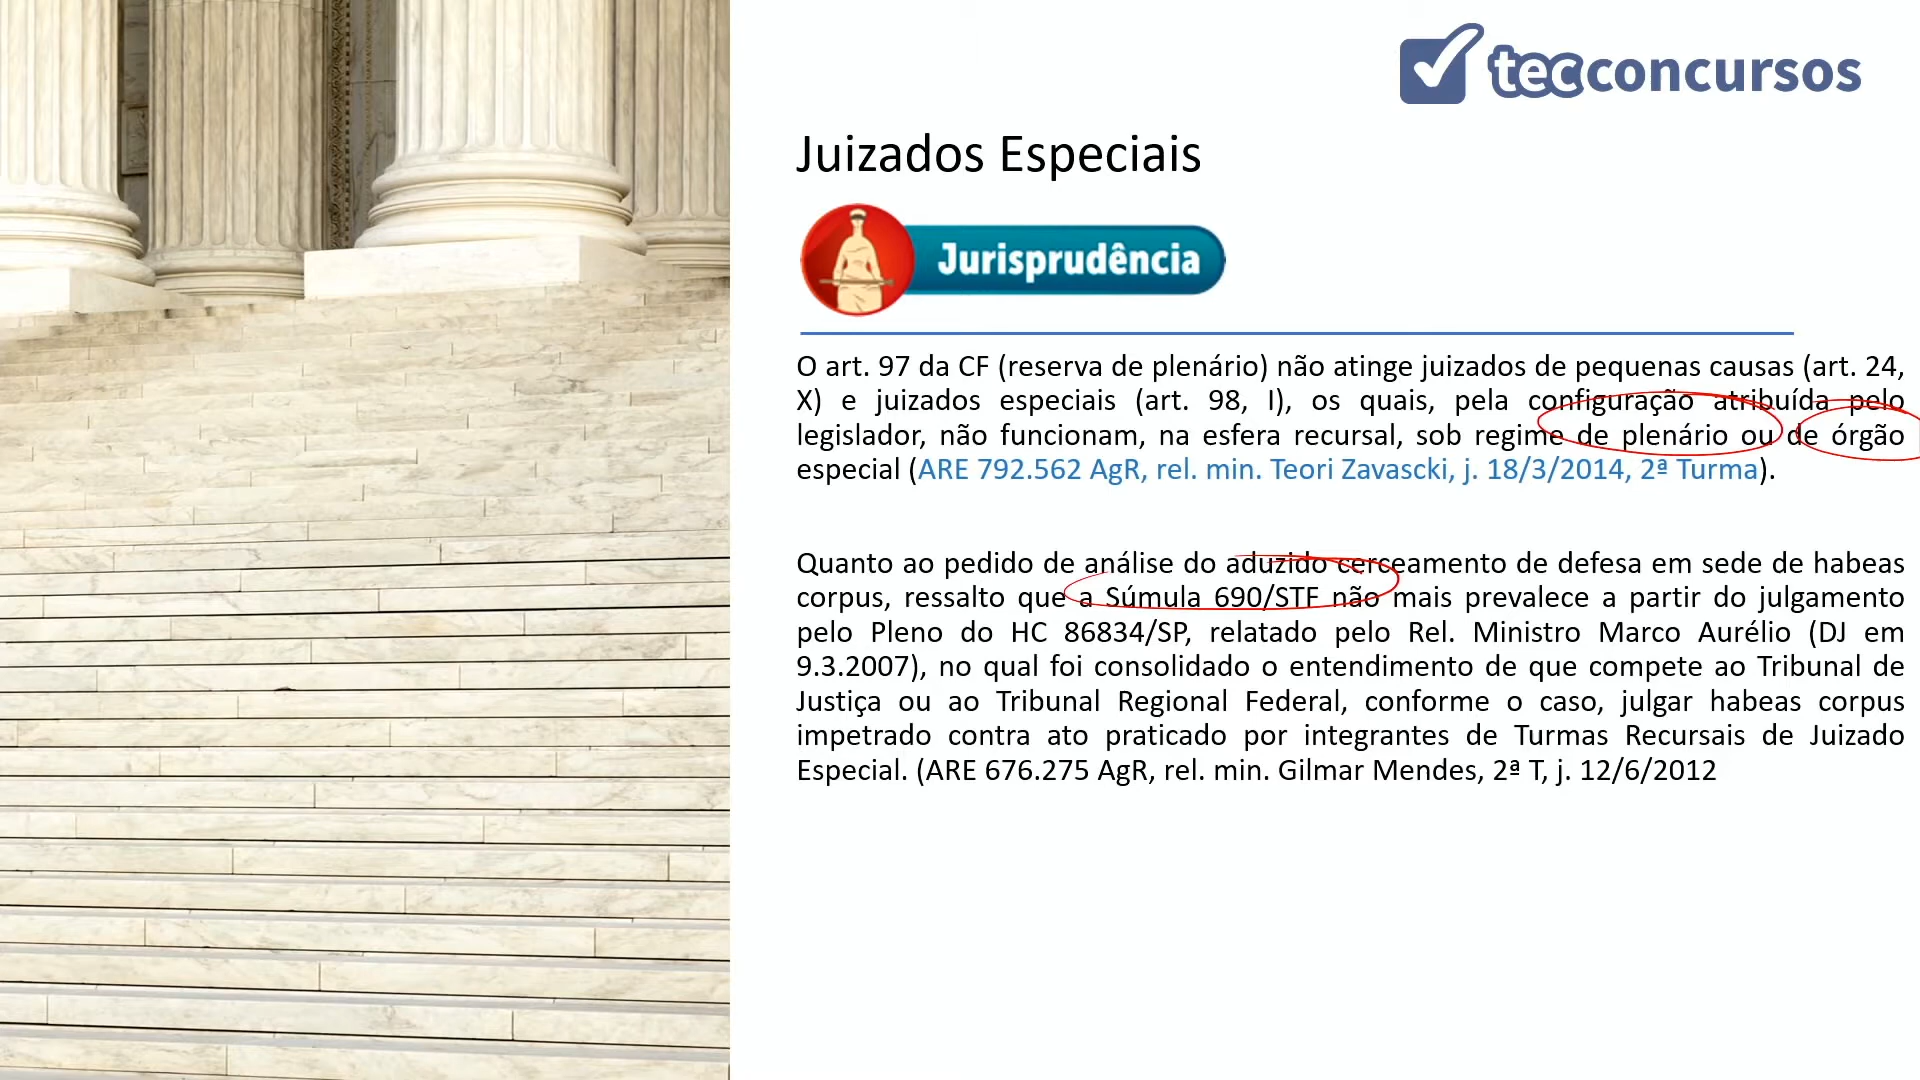 tecconcursos
Juizados Especiais
Jurisprudência
O art. 97 da CF (reserva de plenário) não atinge juizados de pequenas causas (art. 24,
X) e juizados especiais (art. 98, I), os quais, pela configuração atribuída pelo
legislador, não funcionam, na esfera recursal, sob regime de plenário ou de órgão
especial (ARE 792.562 AgR, rel. min. Teori Zavascki, j. 18/3/2014, 2ª Turma).
Quanto ao pedido de análise do aduzido cerceamento de defesa em sede de habeas
corpus, ressalto que a Súmula 690/STF não mais prevalece a partir do julgamento
pelo Pleno do HC 86834/SP, relatado pelo Rel. Ministro Marco Aurélio (DJ em
9.3.2007), no qual foi consolidado o entendimento de que compete ao Tribunal de
Justiça ou ao Tribunal Regional Federal, conforme o caso, julgar habeas corpus
impetrado contra ato praticado por integrantes de Turmas Recursais de Juizado
Especial. (ARE 676.275 AgR, rel. min. Gilmar Mendes, 2ª T, j. 12/6/2012